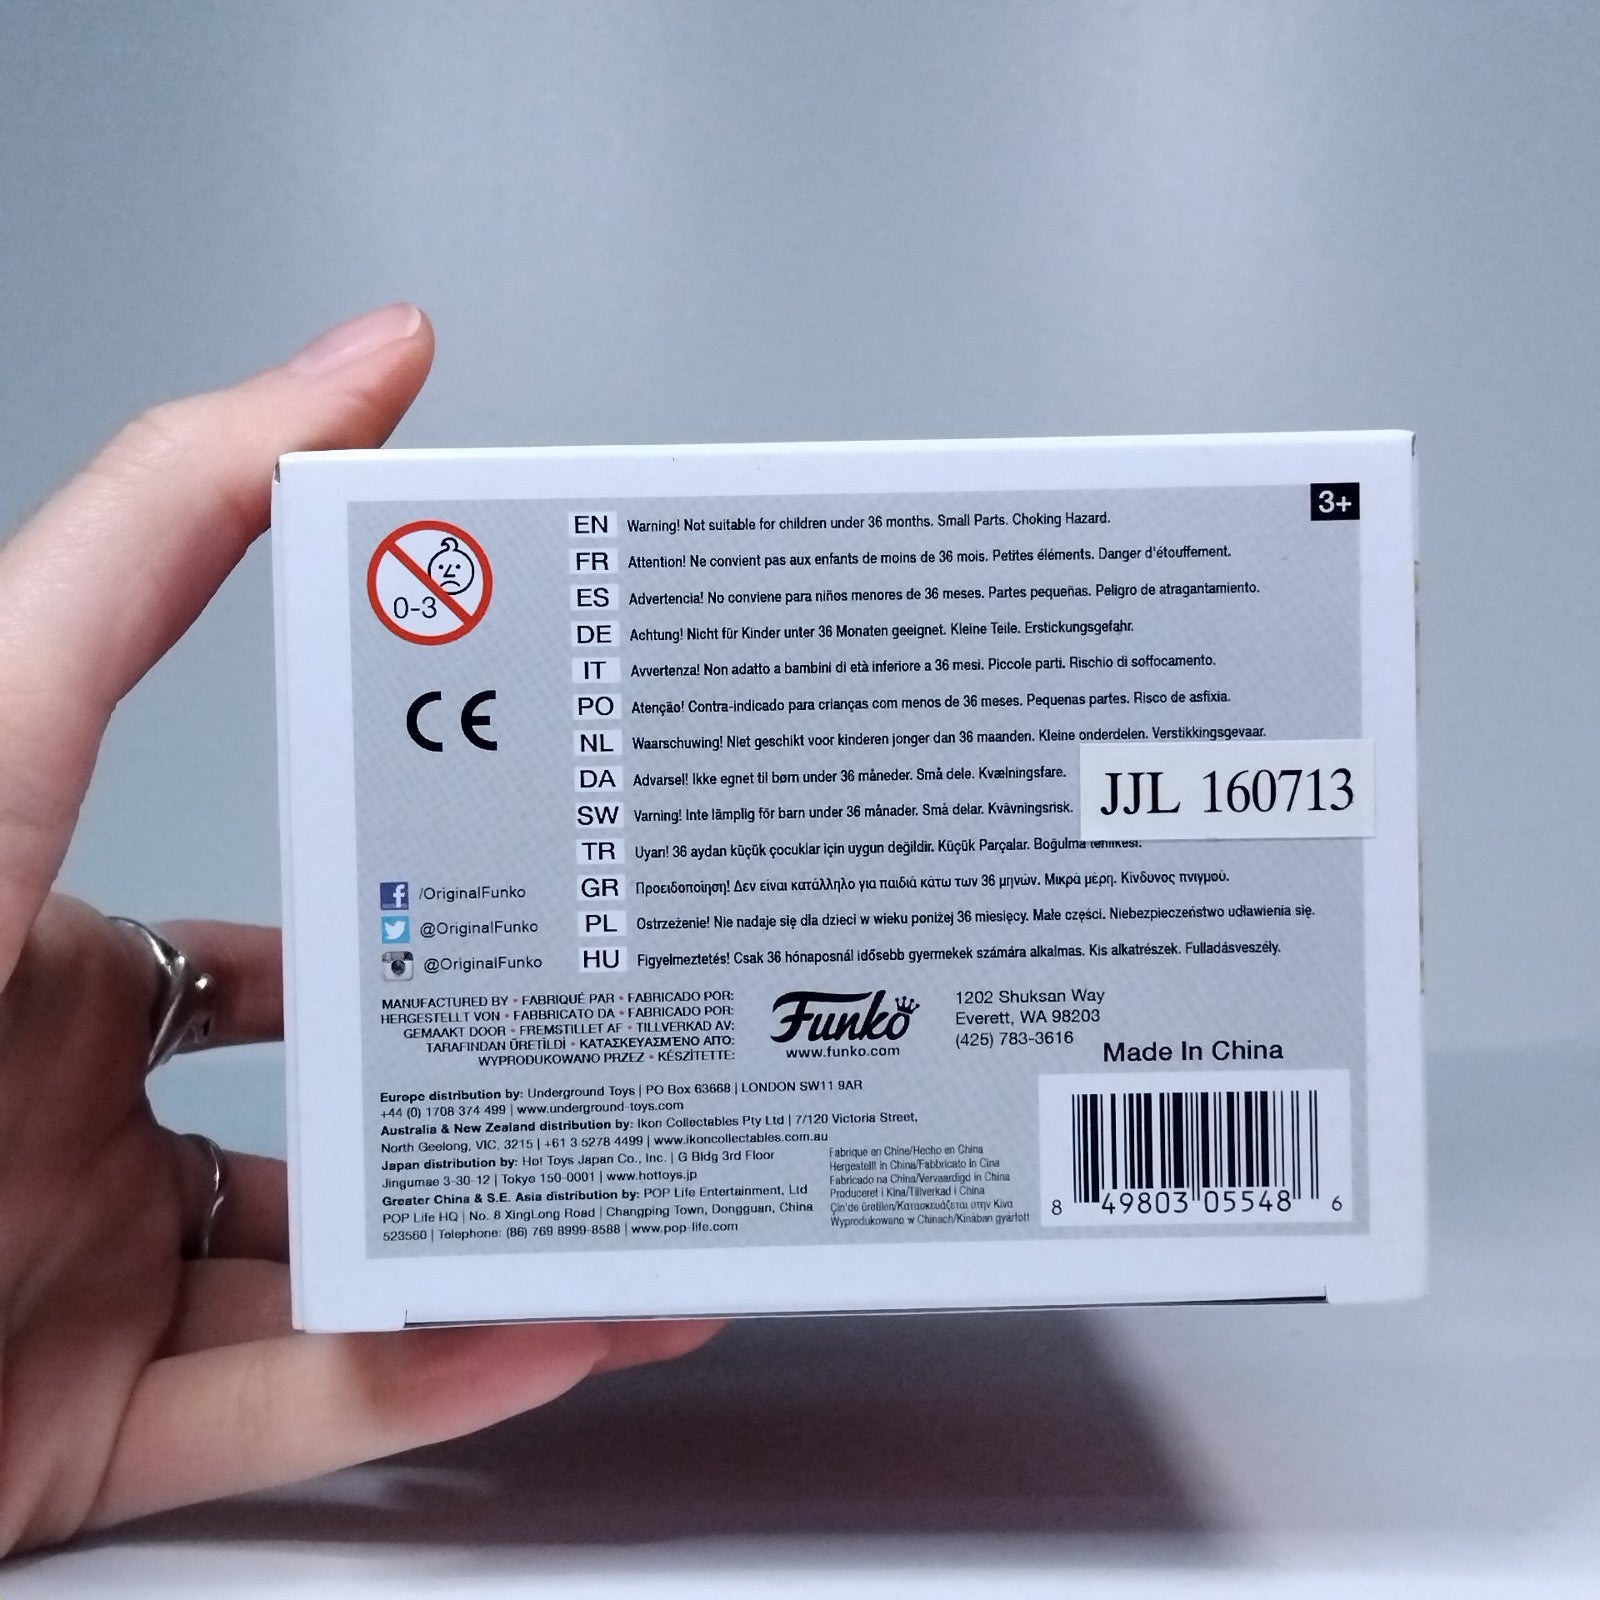 3+
0-3
EN Warning! Not suitable for children under 36 months. Small Parts. Choking Hazard.
FR Attention! Ne convient pas aux enfants de moins de 36 mois. Petites éléments. Danger d'étouffement.
ES Advertencia! No conviene para niños menores de 36 meses. Partes pequeñas. Peligro de atragantamiento.
DE Achtung! Nicht für Kinder unter 36 Monaten geeignet. Kleine Teile. Erstickungsgefahr.
IT Avvertenza! Non adatto a bambini di età inferiore a 36 mesi. Piccole parti. Rischio di soffocamento.
PO Atenção! Contra-indicado para crianças com menos de 36 meses. Pequenas partes. Risco de asfixia.
NL Waarschuwing! Niet geschikt voor kinderen jonger dan 36 maanden. Kleine onderdelen. Verstikkingsgevaar.
DA Advarsel! Ikke egnet til børn under 36 måneder. Små dele. Kvælningsfare.
SW Varning! Inte lämplig för barn under 36 månader. Små delar. Kvävningsrisk.
TR Uyarı! 36 aydan küçük çocuklar için uygun değildir. Küçük Parçalar. Boğulma
GR Προειδοποίηση! Δεν είναι κατάλληλο για παιδιά κάτω των 36 μηνών. Μικρά μέρη. Κίνδυνος πνιγμού.
PL Ostrzeżenie! Nie nadaje się dla dzieci w wieku poniżej 36 miesięcy. Małe części. Niebezpieczeństwo udławienia się.
HU Figyelmeztetés! Csak 36 hónaposnál idősebb gyermekek számára alkalmas. Kis alkatrészek. Fulladásveszély.
JJL 160713
CE
/OriginalFunko
@OriginalFunko
@OriginalFunko
MANUFACTURED BY • FABRIQUÉ PAR • FABRICADO POR:
HERGESTELLT VON • FABBRICATO DA • FABRICADO POR:
GEMAAKT DOOR • FREMSTILLET AF • TILLVERKAD AV:
TARAFINDAN ÜRETİLDİ • ΚΑΤΑΣΚΕΥΑΣΜΈΝΟ ΑΠΌ:
WYPRODUKOWANO PRZEZ • KÉSZÍTETTE:
Funko
www.funko.com
1202 Shuksan Way
Everett, WA 98203
(425) 783-3616
Made In China
Europe distribution by: Underground Toys | PO Box 63668 | LONDON SW11 9AR
+44 (0) 1708 374 499 | www.underground-toys.com
Australia & New Zealand distribution by: Ikon Collectables Pty Ltd | 7/120 Victoria Street,
North Geelong, VIC, 3215 | +61 3 5278 4499 | www.ikoncollectables.com.au
Japan distribution by: Hot Toys Japan Co., Inc. | G Bldg 3rd Floor
Jingumae 3-30-12 | Tokyo 150-0001 | www.hottoys.jp
Greater China & S.E. Asia distribution by: POP Life Entertainment, Ltd
POP Life HQ | No. 8 XingLong Road | Changping Town, Dongguan, China
523560 | Telephone: (86) 769 8999-8588 | www.pop-life.com
Fabriqué en Chine/Hecho en China
Hergestellt in China/Fabbricato in Cina
Fabricado na China/Vervaardigd in China
Produceret i Kina/Tillverkad i China
Çin'de üretilen/Κατασκευάζεται στην Κίνα
Wyprodukowano w Chinach/Kínában gyártott
8 49803 05548 6